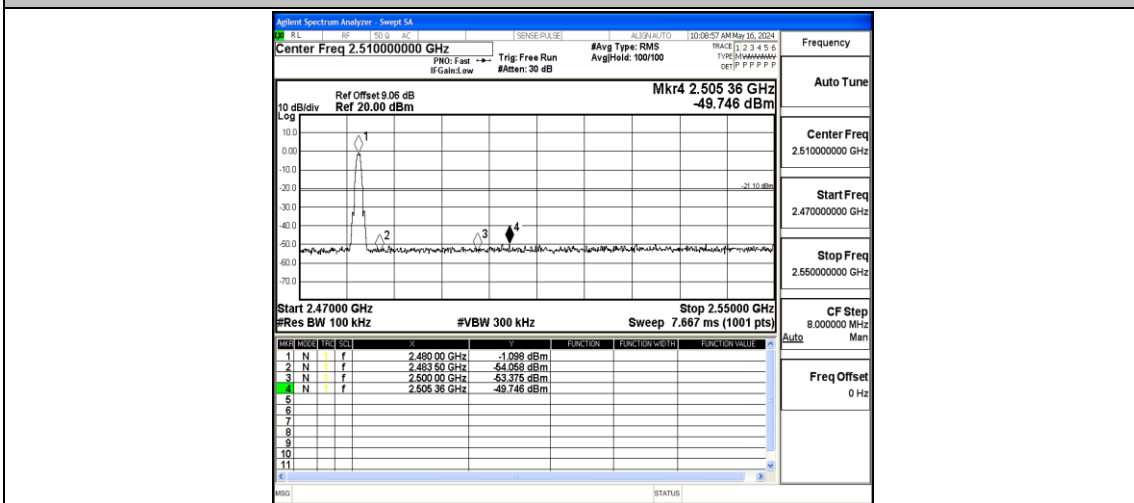 Agilent Spectrum Analyzer - Swept SA
RL RF 50 Ω AC SENSE:PULSE ALIGN AUTO 10:08:57 AM May 16, 2024
Center Freq 2.510000000 GHz
PNO: Fast
IFGain:Low
Trig: Free Run
#Atten: 30 dB
#Avg Type: RMS
Avg|Hold: 100/100
TRACE 1 2 3 4 5 6
TYPE M WWWWW
DET P P P P P P
Ref Offset 9.06 dB
Ref 20.00 dBm
10 dB/div
Log
Mkr4 2.505 36 GHz
-49.746 dBm
10.0
0.00
-10.0
-20.0
-30.0
-40.0
-50.0
-60.0
-70.0
1
2
3
4
-21.10 dBm
Start 2.47000 GHz Stop 2.55000 GHz
#Res BW 100 kHz #VBW 300 kHz Sweep 7.667 ms (1001 pts)
MKR MODE TRC SCL X Y FUNCTION FUNCTION WIDTH FUNCTION VALUE
1 N 1 f 2.480 00 GHz -1.098 dBm
2 N 1 f 2.483 50 GHz -54.058 dBm
3 N 1 f 2.500 00 GHz -53.375 dBm
4 N 1 f 2.505 36 GHz -49.746 dBm
5
6
7
8
9
10
11
MSG STATUS
Frequency
Auto Tune
Center Freq
2.510000000 GHz
Start Freq
2.470000000 GHz
Stop Freq
2.550000000 GHz
CF Step
8.000000 MHz
Auto Man
Freq Offset
0 Hz